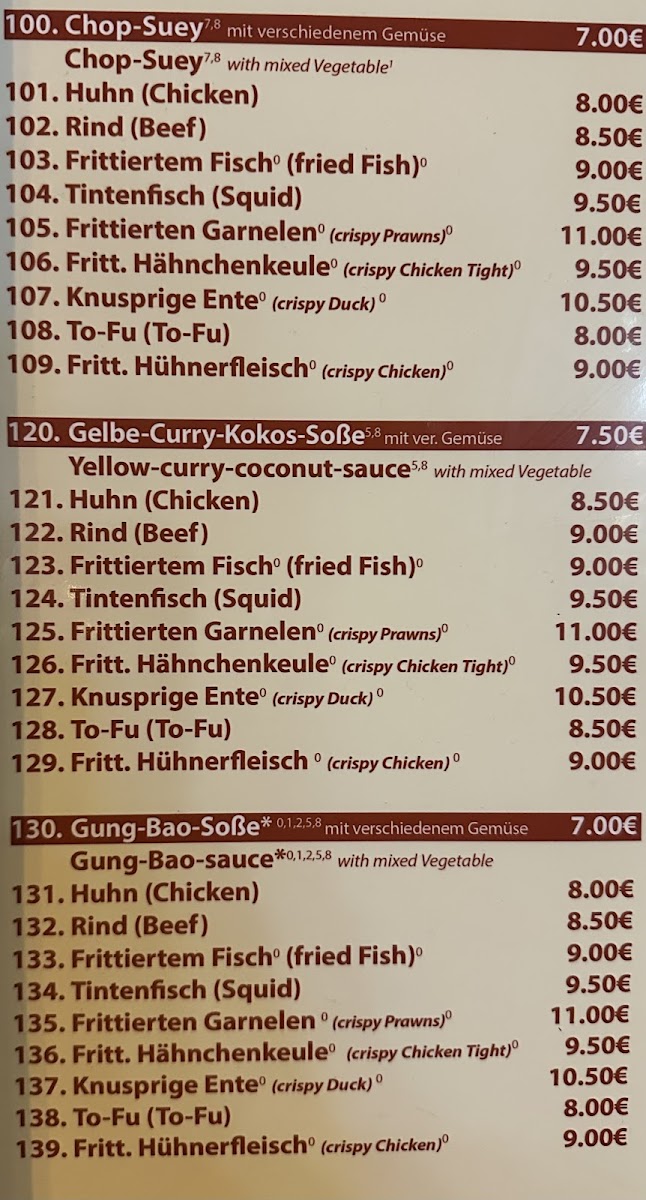 100. Chop-Suey⁷,⁸ mit verschiedenem Gemüse 7.00€
Chop-Suey⁷,⁸ with mixed Vegetable¹
101. Huhn (Chicken) 8.00€
102. Rind (Beef) 8.50€
103. Frittiertem Fisch⁰ (fried Fish)⁰ 9.00€
104. Tintenfisch (Squid) 9.50€
105. Frittierten Garnelen⁰ (crispy Prawns)⁰ 11.00€
106. Fritt. Hähnchenkeule⁰ (crispy Chicken Tight)⁰ 9.50€
107. Knusprige Ente⁰ (crispy Duck) ⁰ 10.50€
108. To-Fu (To-Fu) 8.00€
109. Fritt. Hühnerfleisch⁰ (crispy Chicken)⁰ 9.00€
120. Gelbe-Curry-Kokos-Soße⁵,⁸ mit ver. Gemüse 7.50€
Yellow-curry-coconut-sauce⁵,⁸ with mixed Vegetable
121. Huhn (Chicken) 8.50€
122. Rind (Beef) 9.00€
123. Frittiertem Fisch⁰ (fried Fish)⁰ 9.00€
124. Tintenfisch (Squid) 9.50€
125. Frittierten Garnelen⁰ (crispy Prawns)⁰ 11.00€
126. Fritt. Hähnchenkeule⁰ (crispy Chicken Tight)⁰ 9.50€
127. Knusprige Ente⁰ (crispy Duck) ⁰ 10.50€
128. To-Fu (To-Fu) 8.50€
129. Fritt. Hühnerfleisch ⁰ (crispy Chicken) ⁰ 9.00€
130. Gung-Bao-Soße* ⁰,¹,²,⁵,⁸ mit verschiedenem Gemüse 7.00€
Gung-Bao-sauce*⁰,¹,²,⁵,⁸ with mixed Vegetable
131. Huhn (Chicken) 8.00€
132. Rind (Beef) 8.50€
133. Frittiertem Fisch⁰ (fried Fish)⁰ 9.00€
134. Tintenfisch (Squid) 9.50€
135. Frittierten Garnelen ⁰ (crispy Prawns)⁰ 11.00€
136. Fritt. Hähnchenkeule⁰ (crispy Chicken Tight)⁰ 9.50€
137. Knusprige Ente⁰ (crispy Duck) ⁰ 10.50€
138. To-Fu (To-Fu) 8.00€
139. Fritt. Hühnerfleisch⁰ (crispy Chicken)⁰ 9.00€